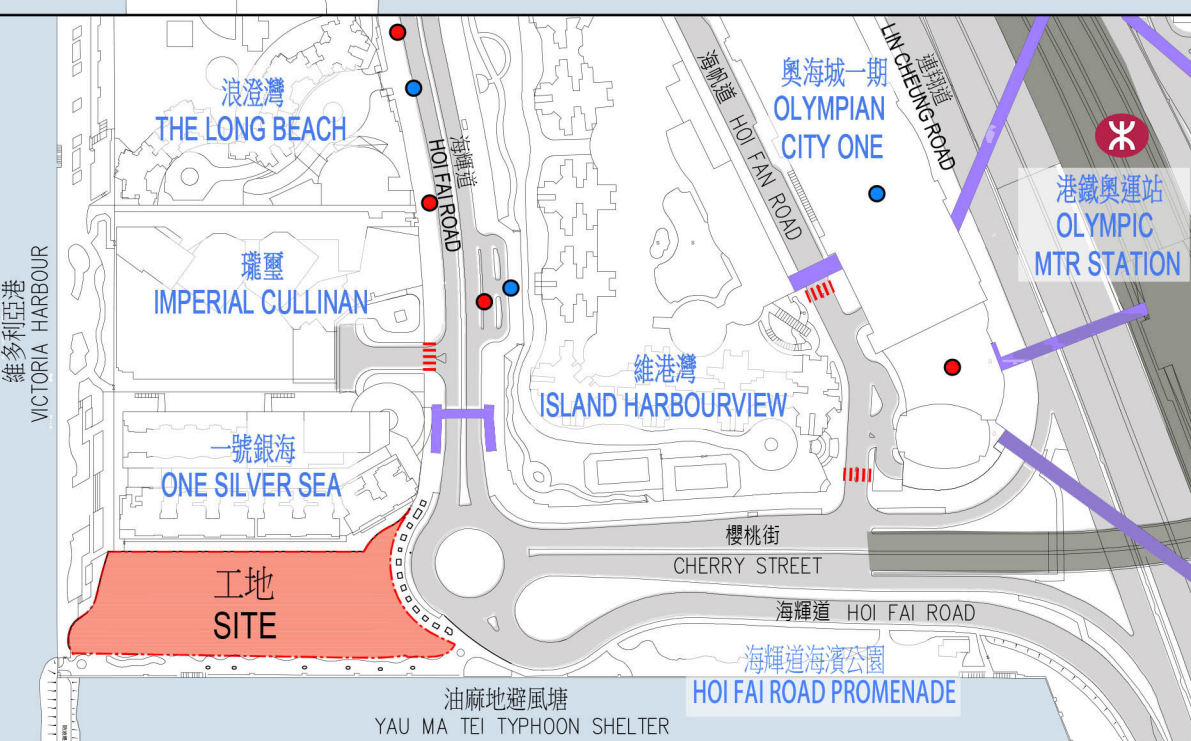 浪澄灣
THE LONG BEACH
海輝道
HOI FAI ROAD
海帆道 HOI FAN ROAD
奧海城一期
OLYMPIAN
CITY ONE
連翔道
LIN CHEUNG ROAD
港鐵奧運站
OLYMPIC
MTR STATION
瓏璽
IMPERIAL CULLINAN
維多利亞港
VICTORIA HARBOUR
維港灣
ISLAND HARBOURVIEW
一號銀海
ONE SILVER SEA
櫻桃街
CHERRY STREET
工地
SITE
海輝道 HOI FAI ROAD
海輝道海濱公園
HOI FAI ROAD PROMENADE
油麻地避風塘
YAU MA TEI TYPHOON SHELTER